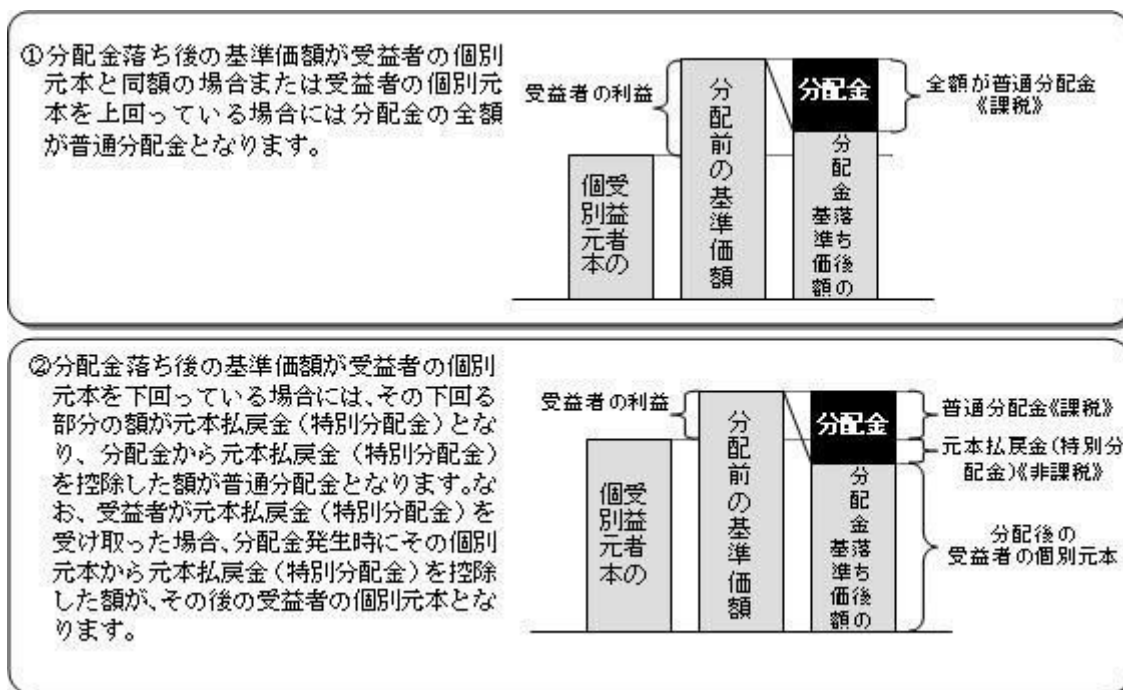 ①分配金落ち後の基準価額が受益者の個別
元本と同額の場合または受益者の個別元
本を上回っている場合には分配金の全額
が普通分配金となります。
受益者の利益
受益者の
個別元本
分配前の基準価額
分配金
分配金落ち後の
基準価額
全額が普通分配金
《課税》
②分配金落ち後の基準価額が受益者の個別
元本を下回っている場合には、その下回る
部分の額が元本払戻金(特別分配金)とな
り、分配金から元本払戻金(特別分配金)
を控除した額が普通分配金となります。な
お、受益者が元本払戻金(特別分配金)を
受け取った場合、分配金発生時にその個別
元本から元本払戻金(特別分配金)を控除
した額が、その後の受益者の個別元本とな
ります。
受益者の利益
受益者の
個別元本
分配前の基準価額
分配金
分配金落ち後の
基準価額
普通分配金《課税》
元本払戻金(特別分
配金)《非課税》
分配後の
受益者の個別元本